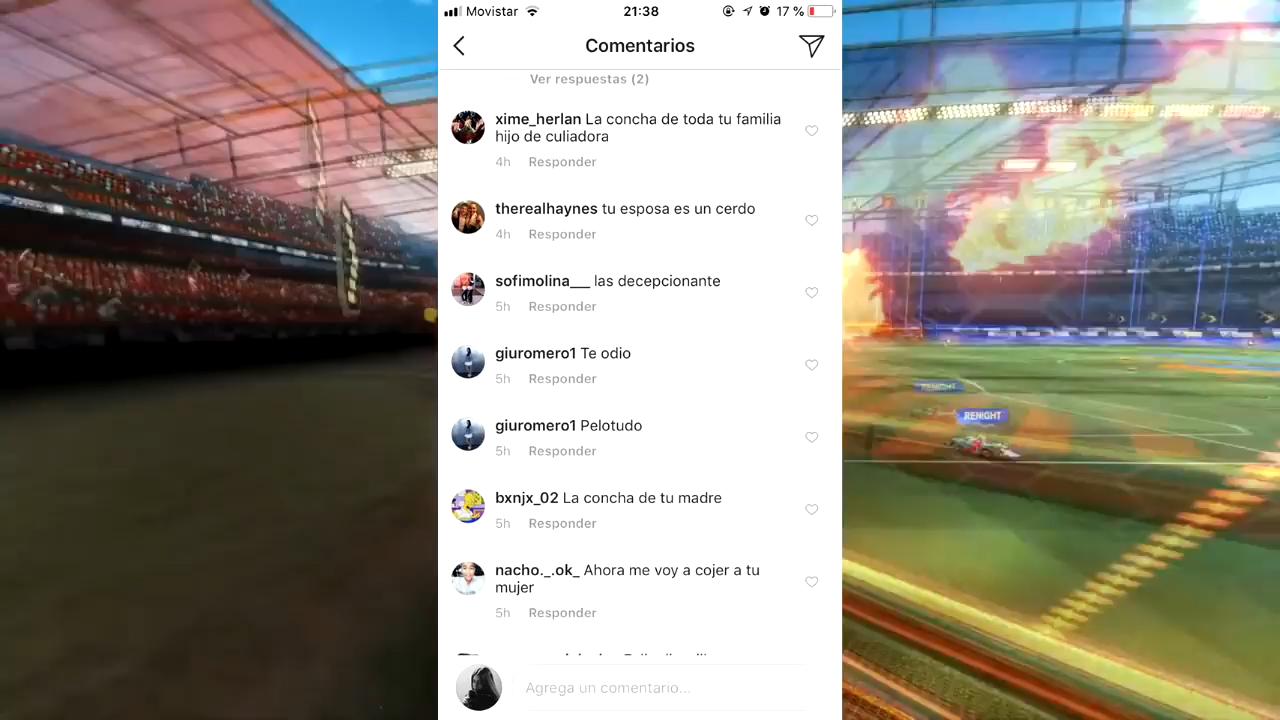 Movistar 21:38 17 %
Comentarios
Ver respuestas (2)
xime_herlan La concha de toda tu familia
hijo de culiadora
4h Responder
therealhaynes tu esposa es un cerdo
4h Responder
sofimolina___ las decepcionante
5h Responder
giuromero1 Te odio
5h Responder
giuromero1 Pelotudo
5h Responder
bxnjx_02 La concha de tu madre
5h Responder
nacho._.ok_ Ahora me voy a cojer a tu
mujer
5h Responder
Agrega un comentario...
RENIGHT
RENIGHT